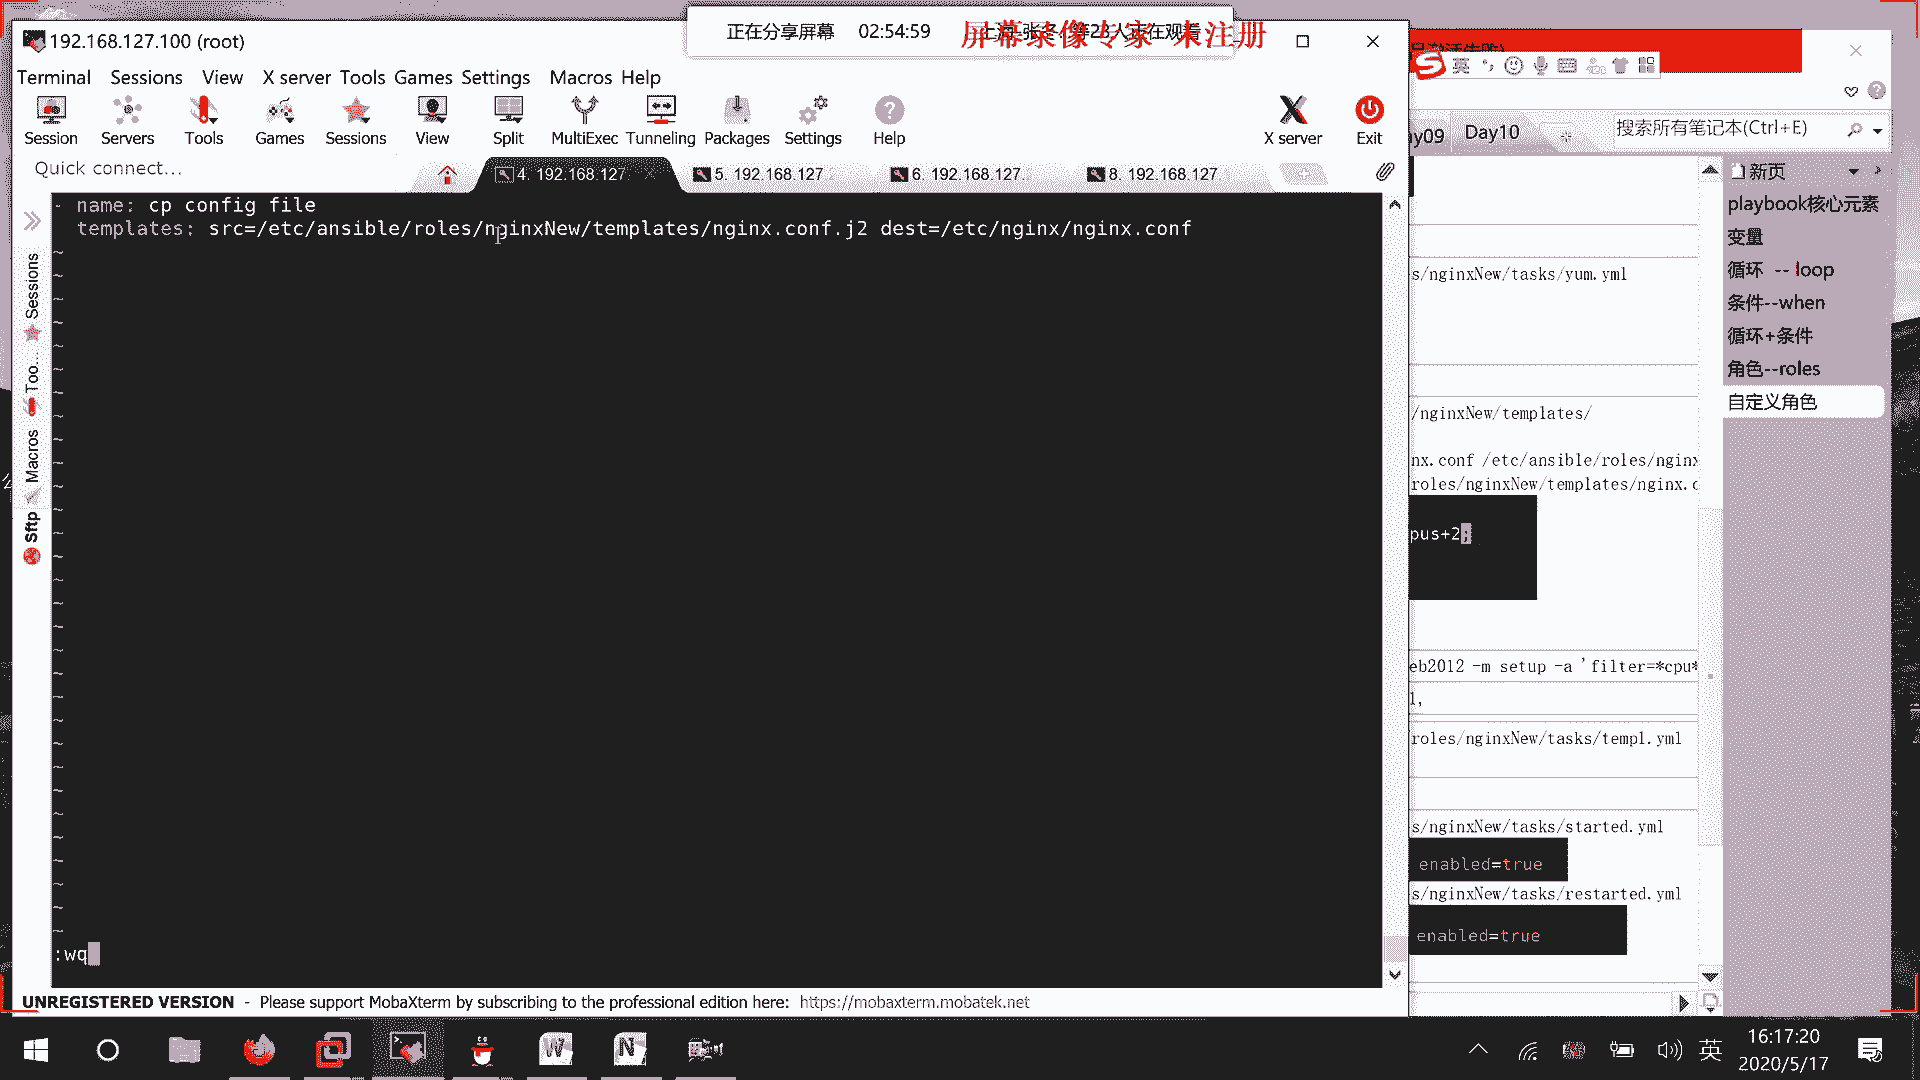 192.168.127.100 (root)
正在分享屏幕 02:54:59
屏幕录像专家 未注册
Terminal Sessions View X server Tools Games Settings Macros Help
Session Servers Tools Games Sessions View Split MultiExec Tunneling Packages Settings Help X server Exit
Quick connect...
4. 192.168.127.
5. 192.168.127
6. 192.168.127.
8. 192.168.127
- name: cp config file
templates: src=/etc/ansible/roles/nginxNew/templates/nginx.conf.j2 dest=/etc/nginx/nginx.conf
~
:wq
Sessions
Too...
Macros
Sftp
UNREGISTERED VERSION - Please support MobaXterm by subscribing to the professional edition here: https://mobaxterm.mobatek.net
英
y09 Day10
搜索所有笔记本(Ctrl+E)
新页
playbook核心元素
变量
循环 -- loop
条件--when
循环+条件
角色--roles
自定义角色
s/nginxNew/tasks/yum.yml
/nginxNew/templates/
nx.conf /etc/ansible/roles/nginx
roles/nginxNew/templates/nginx.c
pus+2;
eb2012 -m setup -a 'filter=*cpu*
l,
roles/nginxNew/tasks/templ.yml
s/nginxNew/tasks/started.yml
enabled=true
s/nginxNew/tasks/restarted.yml
enabled=true
英
16:17:20
2020/5/17